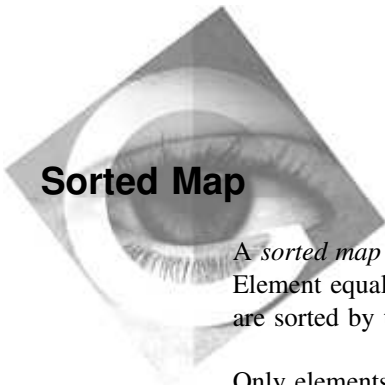 Sorted Map
A sorted map
Element equal
are sorted by
Only elements